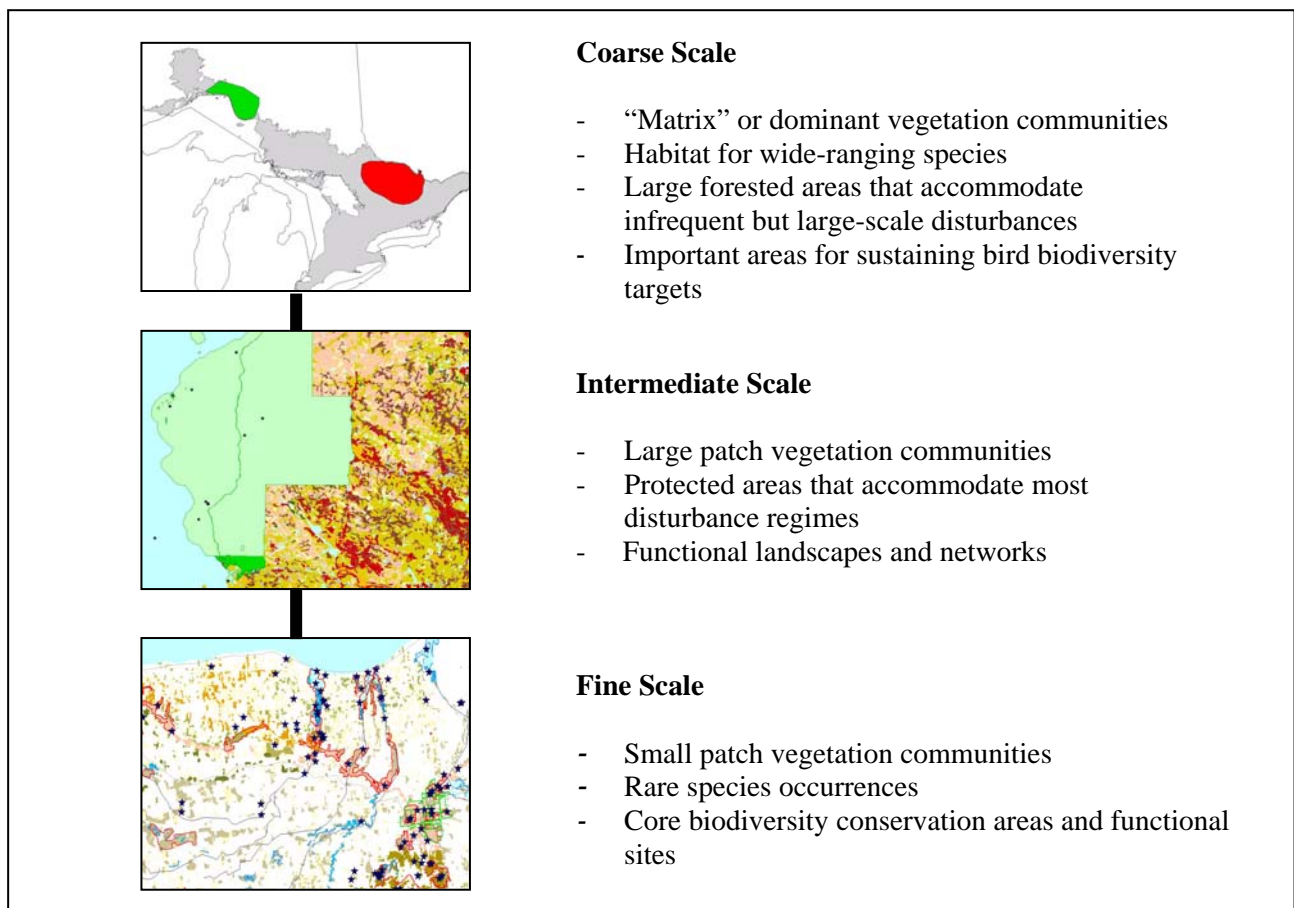 Coarse Scale
- “Matrix” or dominant vegetation communities
- Habitat for wide-ranging species
- Large forested areas that accommodate
infrequent but large-scale disturbances
- Important areas for sustaining bird biodiversity
targets
Intermediate Scale
- Large patch vegetation communities
- Protected areas that accommodate most
disturbance regimes
- Functional landscapes and networks
Fine Scale
- Small patch vegetation communities
- Rare species occurrences
- Core biodiversity conservation areas and functional
sites